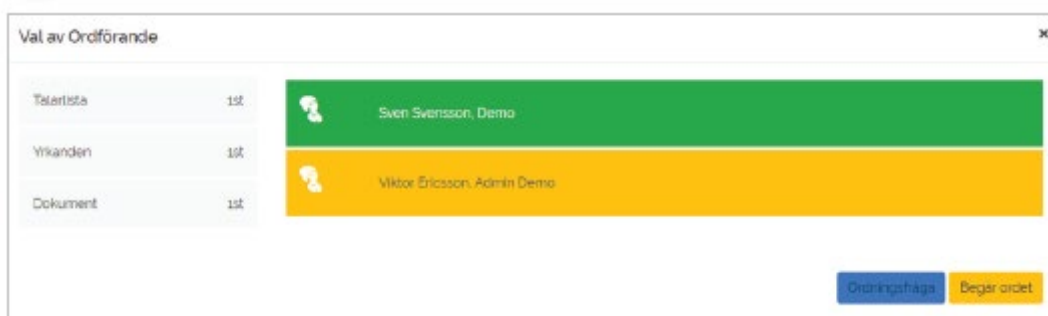 Val av Ordförande
×
Talarlista 1st
Yrkanden 1st
Dokument 1st
Sven Svensson, Demo
Viktor Ericsson, Admin Demo
Ordningsfråga
Begär ordet